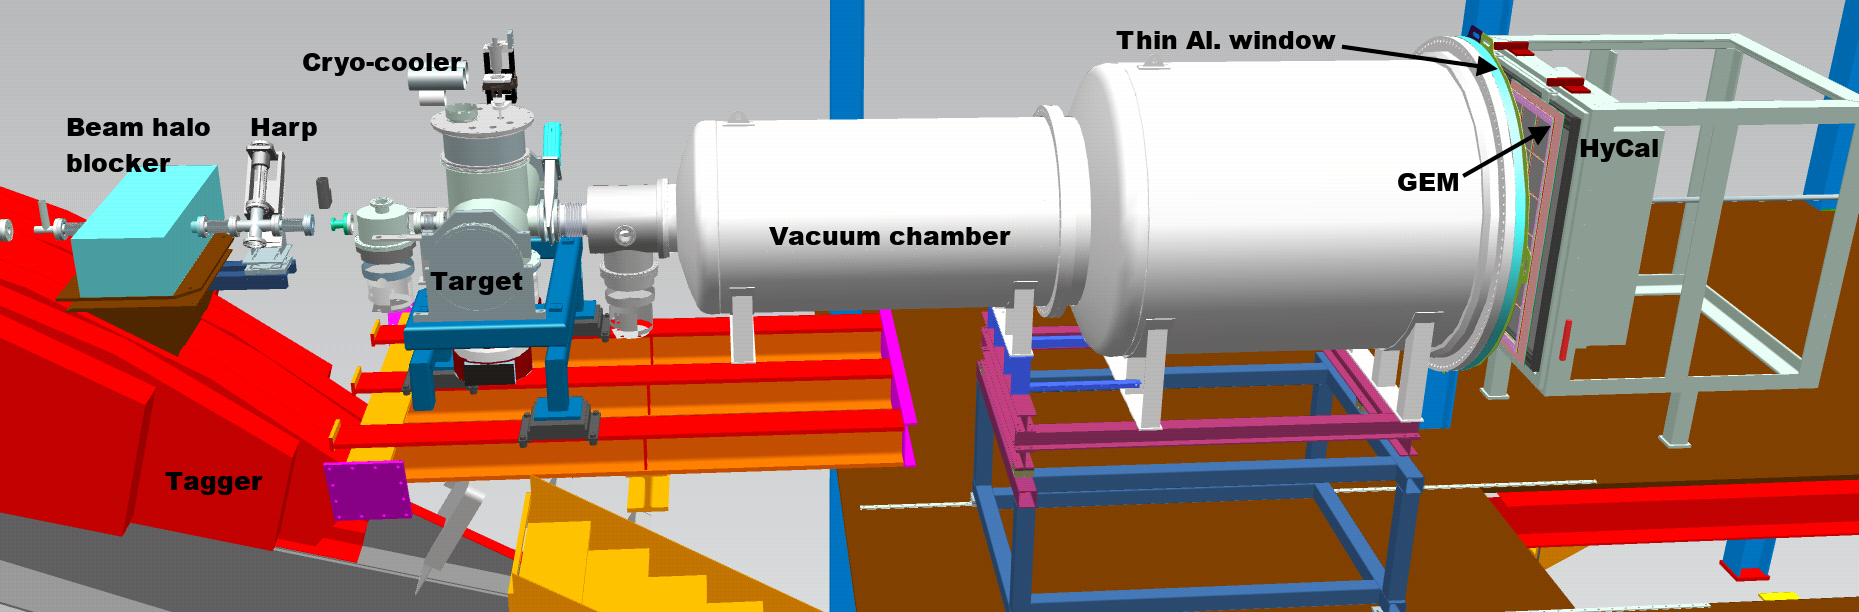 Thin Al. window
Cryo-cooler
Beam halo
blocker
Harp
HyCal
GEM
Vacuum chamber
Target
Tagger